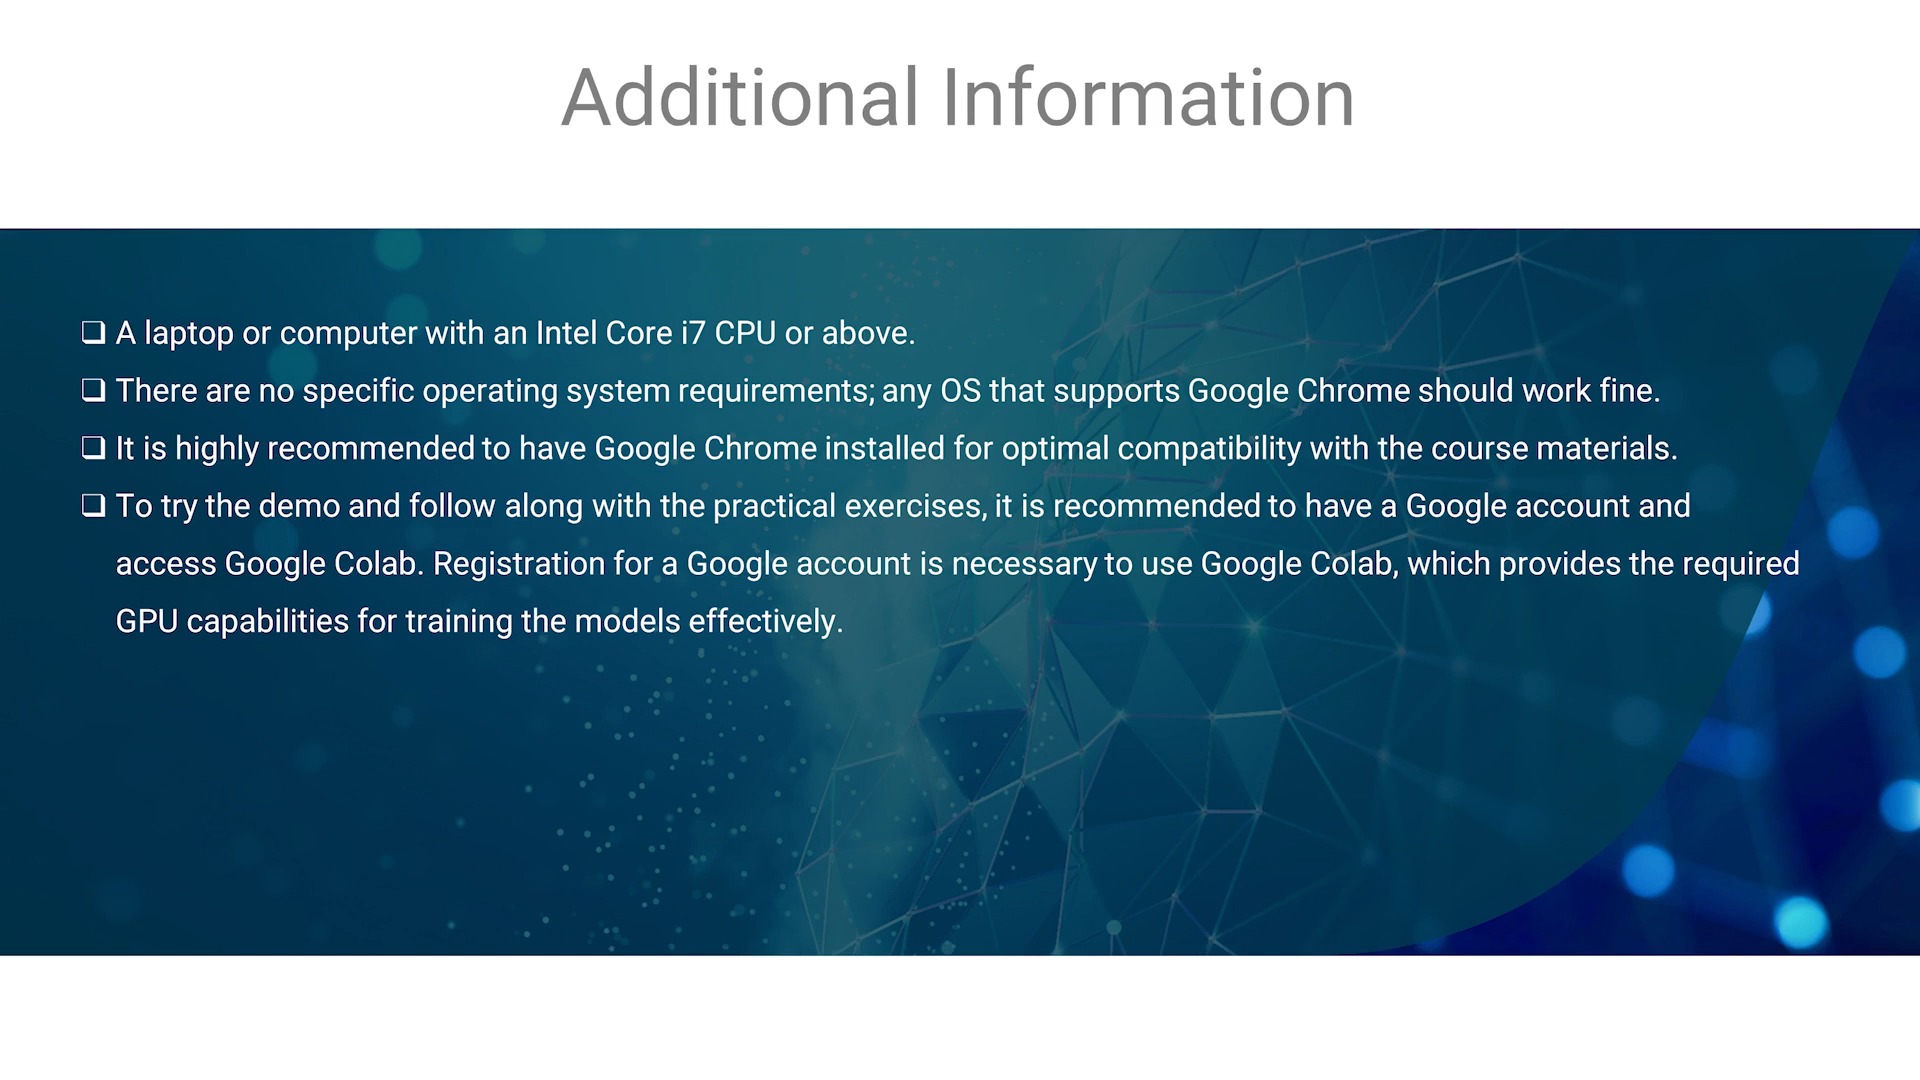 Additional Information
❑ A laptop or computer with an Intel Core i7 CPU or above.
❑ There are no specific operating system requirements; any OS that supports Google Chrome should work fine.
❑ It is highly recommended to have Google Chrome installed for optimal compatibility with the course materials.
❑ To try the demo and follow along with the practical exercises, it is recommended to have a Google account and
access Google Colab. Registration for a Google account is necessary to use Google Colab, which provides the required
GPU capabilities for training the models effectively.